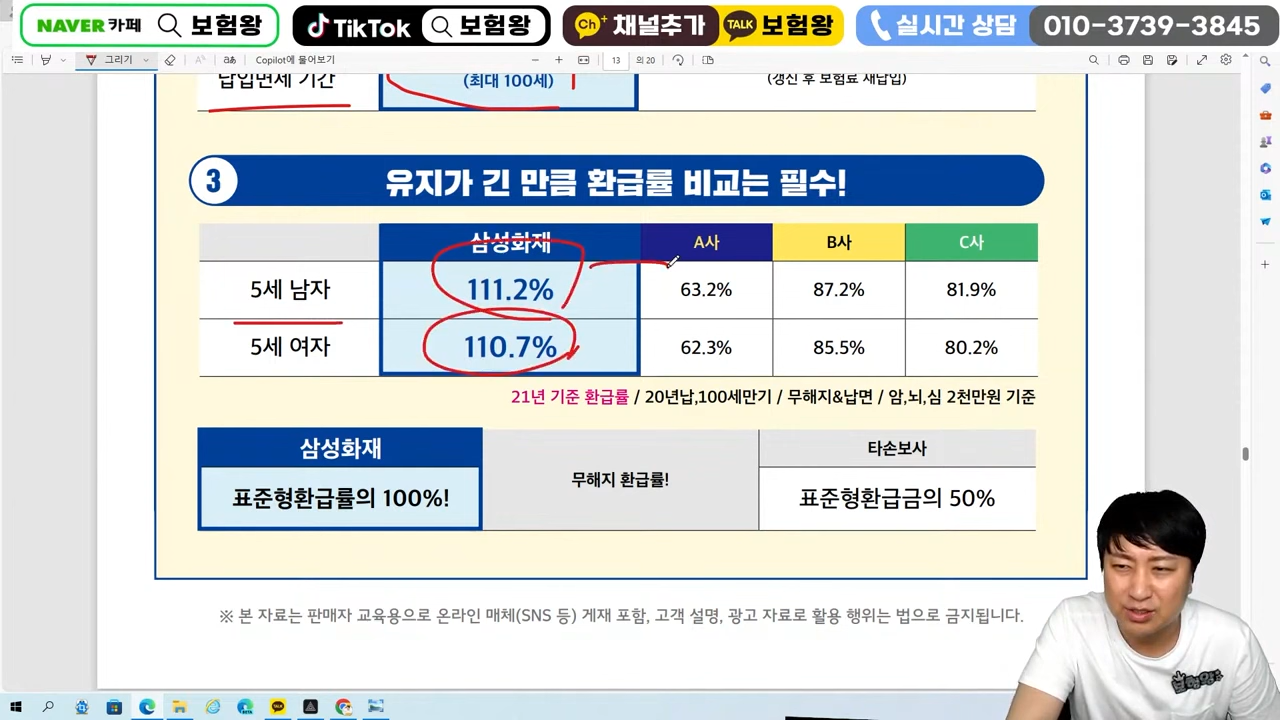 NAVER 카페 보험왕 TikTok 보험왕 Ch+ 채널추가 TALK 보험왕 실시간 상담 010-3739-3845
그리기 가あ Copilot에 물어보기 13 의 20
납입면제 기간 (최대 100세) (갱신 후 보험료 재납입)
3 유지가 긴 만큼 환급률 비교는 필수!
삼성화재 A사 B사 C사
5세 남자 111.2% 63.2% 87.2% 81.9%
5세 여자 110.7% 62.3% 85.5% 80.2%
21년 기준 환급률 / 20년납,100세만기 / 무해지&납면 / 암,뇌,심 2천만원 기준
삼성화재 무해지 환급률! 타손보사
표준형환급률의 100%! 표준형환급금의 50%
※ 본 자료는 판매자 교육용으로 온라인 매체(SNS 등) 게재 포함, 고객 설명, 광고 자료로 활용 행위는 법으로 금지됩니다.
보험왕